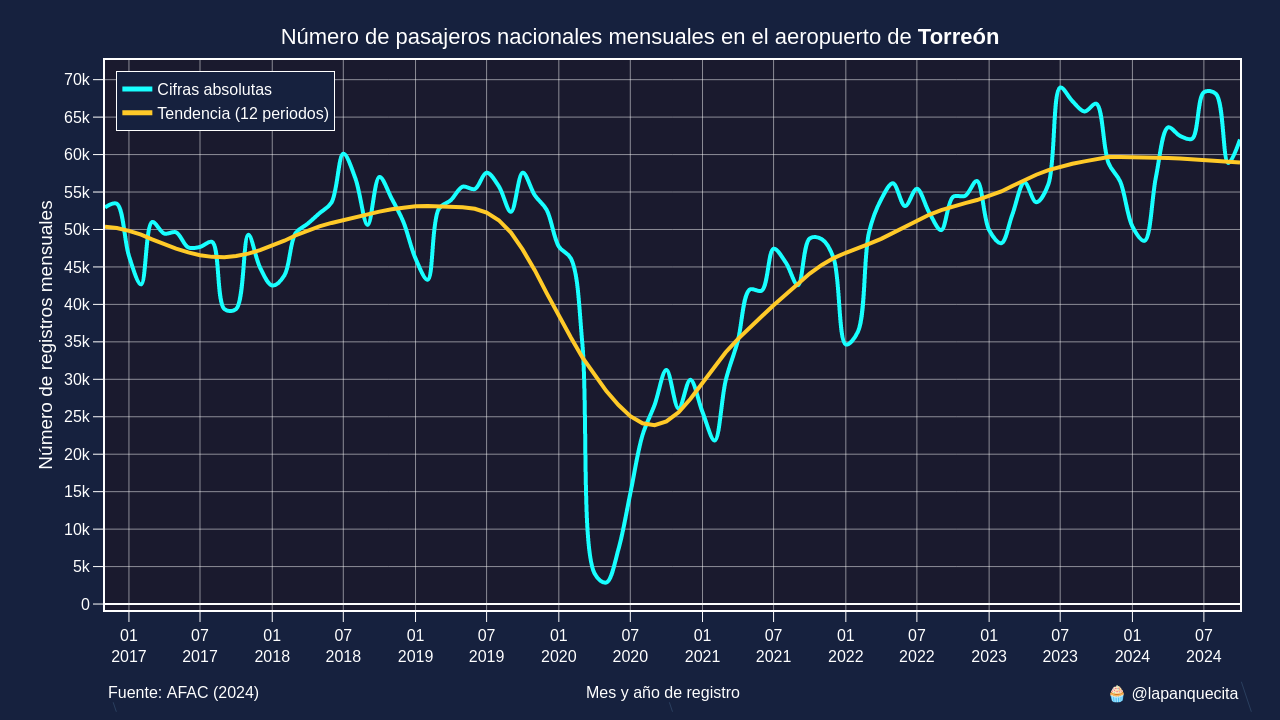 Número de pasajeros nacionales mensuales en el aeropuerto de Torreón
Cifras absolutas
Tendencia (12 periodos)
Número de registros mensuales
70k
65k
60k
55k
50k
45k
40k
35k
30k
25k
20k
15k
10k
5k
0
01 07 01 07 01 07 01 07 01 07 01 07 01 07 01 07
2017 2017 2018 2018 2019 2019 2020 2020 2021 2021 2022 2022 2023 2023 2024 2024
Fuente: AFAC (2024)
Mes y año de registro
🧁 @lapanquecita